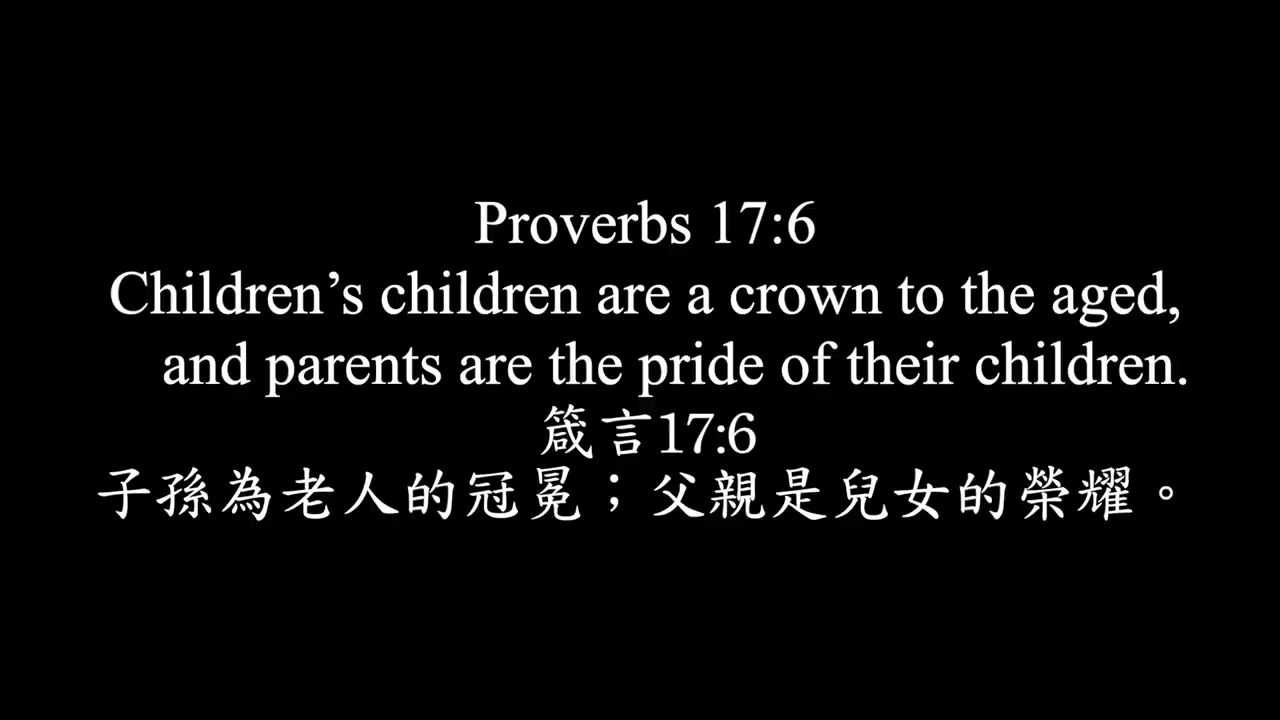 Proverbs 17:6
Children’s children are a crown to the aged,
and parents are the pride of their children.
箴言17:6
子孫為老人的冠冕；父親是兒女的榮耀。